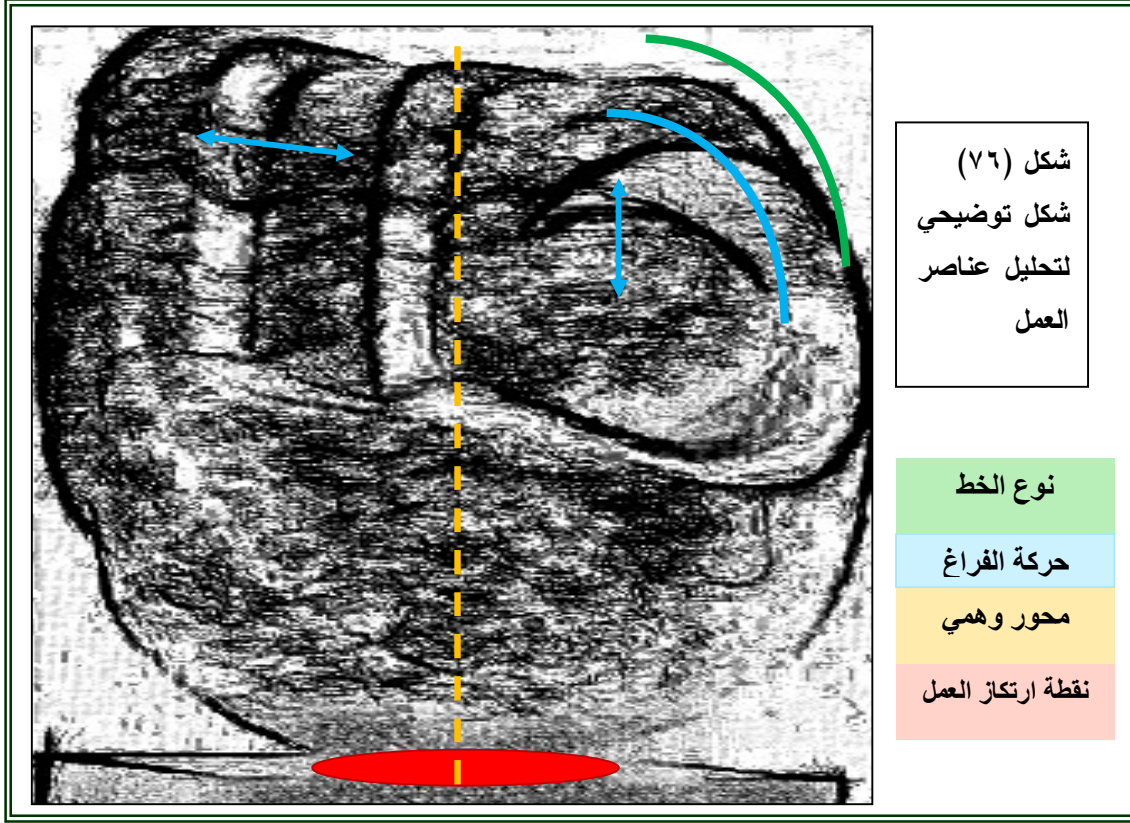 شكل (٧٦)
شكل توضيحي
لتحليل عناصر
العمل
نوع الخط
حركة الفراغ
محور وهمي
نقطة ارتكاز العمل